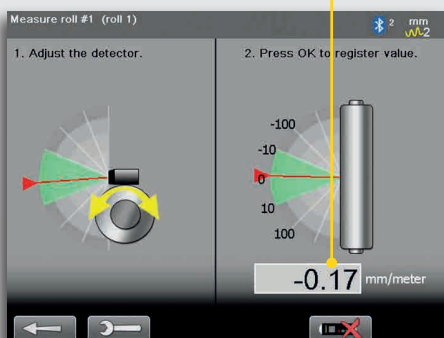 Measure roll #1 (roll 1)
2
mm
2
1. Adjust the detector.
2. Press OK to register value.
-100
-10
0
10
100
-0.17 mm/meter